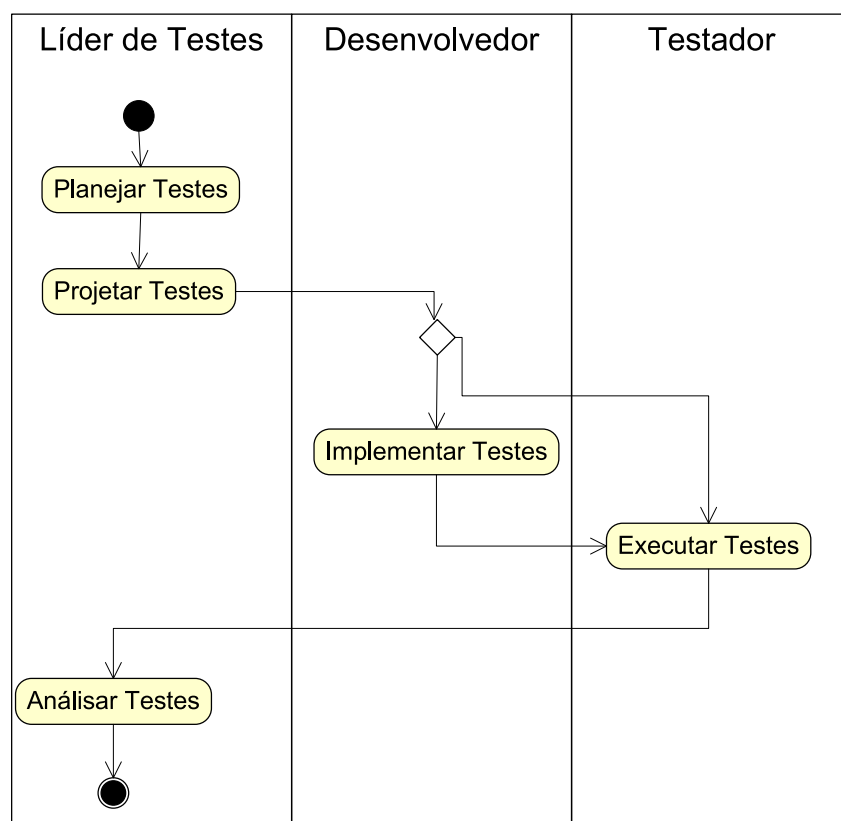 Líder de Testes
Desenvolvedor
Testador
Planejar Testes
Projetar Testes
Implementar Testes
Executar Testes
Análisar Testes